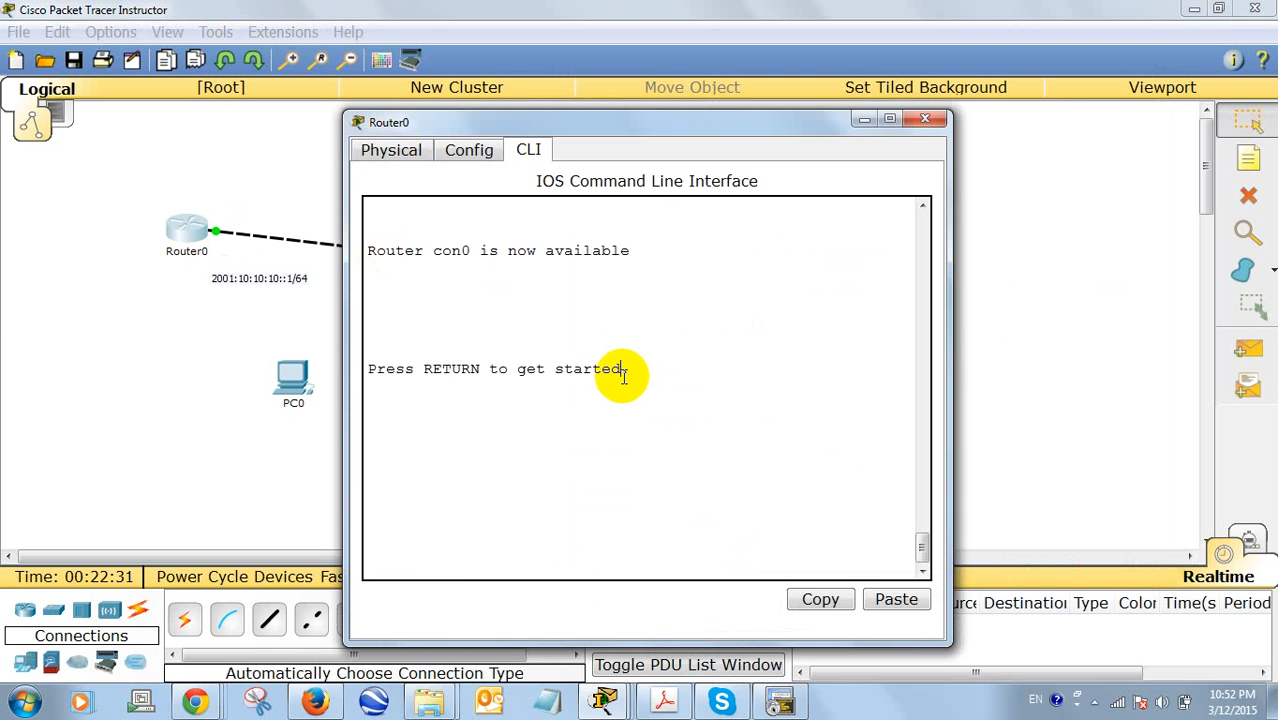 Cisco Packet Tracer Instructor
File Edit Options View Tools Extensions Help
Logical [Root] New Cluster Move Object Set Tiled Background Viewport
Router0
Physical Config CLI
IOS Command Line Interface
Router con0 is now available
Press RETURN to get started
Router0
2001:10:10:10::1/64
PC0
Time: 00:22:31 Power Cycle Devices Fas Realtime
Copy Paste
Destination Type Color Time(s Period
Connections
Automatically Choose Connection Type
Toggle PDU List Window
EN
10:52 PM
3/12/2015